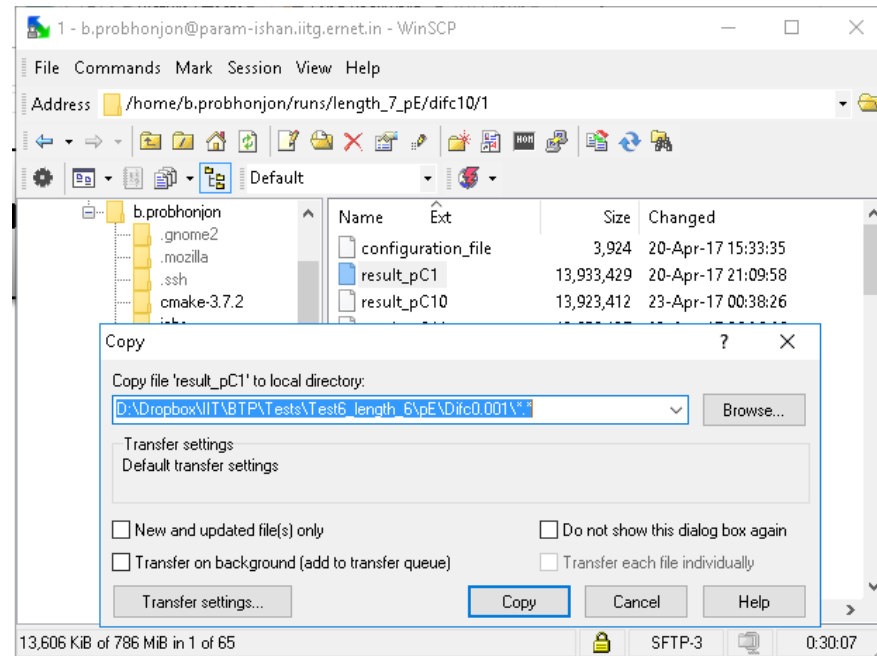 1 - b.probhonjon@param-ishan.iitg.ernet.in - WinSCP
File Commands Mark Session View Help
Address /home/b.probhonjon/runs/length_7_pE/difc10/1
Default
b.probhonjon
.gnome2
.mozilla
.ssh
cmake-3.7.2
Name Ext Size Changed
configuration_file 3,924 20-Apr-17 15:33:35
result_pC1 13,933,429 20-Apr-17 21:09:58
result_pC10 13,923,412 23-Apr-17 00:38:26
Copy ?
Copy file 'result_pC1' to local directory:
D:\Dropbox\IIT\BTP\Tests\Test6_length_6\pE\Difc0.001\*.*
Browse...
Transfer settings
Default transfer settings
New and updated file(s) only
Do not show this dialog box again
Transfer on background (add to transfer queue)
Transfer each file individually
Transfer settings... Copy Cancel Help
13,606 KiB of 786 MiB in 1 of 65 SFTP-3 0:30:07